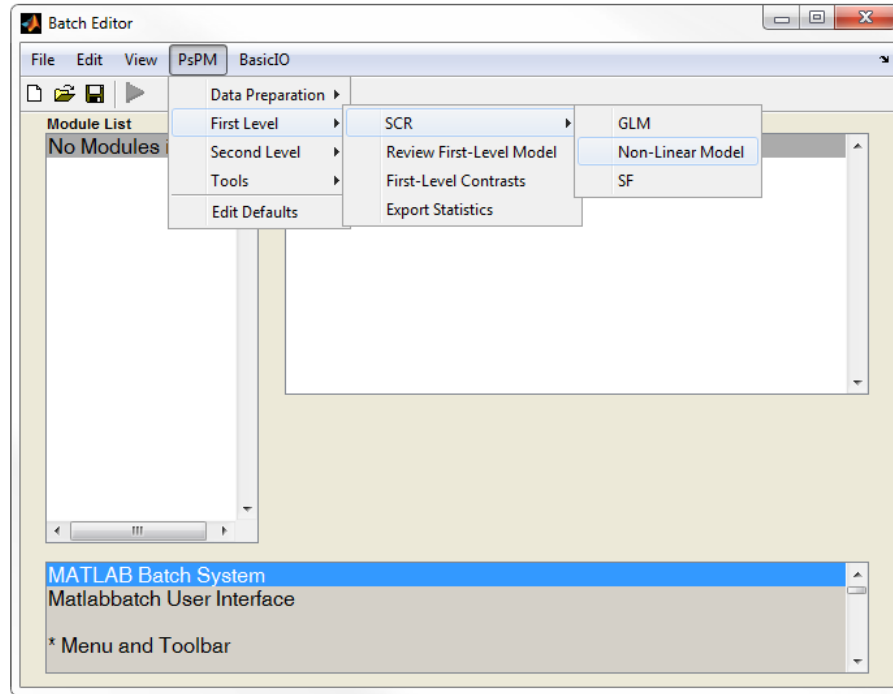 Batch Editor
File Edit View PsPM BasicIO
Module List
No Modules i
Data Preparation
First Level
Second Level
Tools
Edit Defaults
SCR
Review First-Level Model
First-Level Contrasts
Export Statistics
GLM
Non-Linear Model
SF
MATLAB Batch System
Matlabbatch User Interface
* Menu and Toolbar